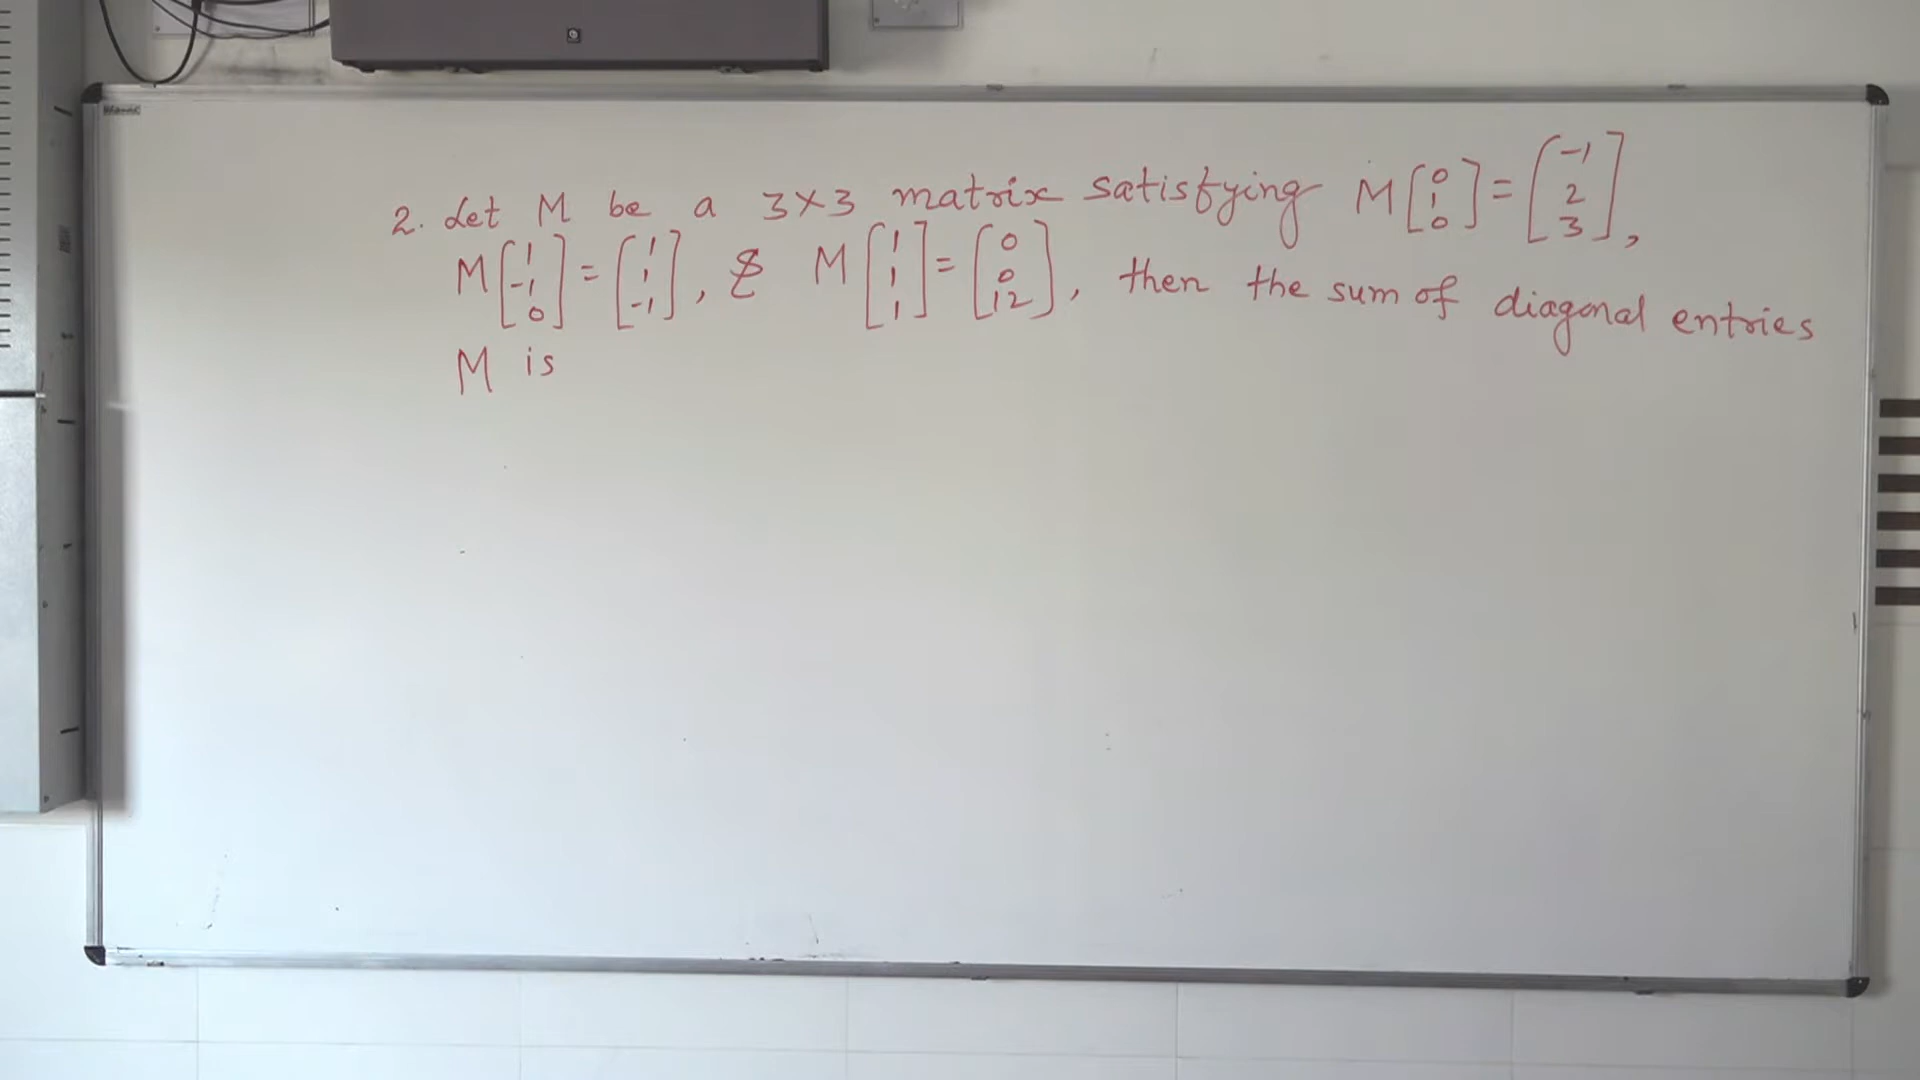 2. Let M be a 3×3 matrix satisfying M[0 1 0] = [-1 2 3],
M[1 -1 0] = [1 1 -1], & M[1 1 1] = [0 0 12], then the sum of diagonal entries
M is